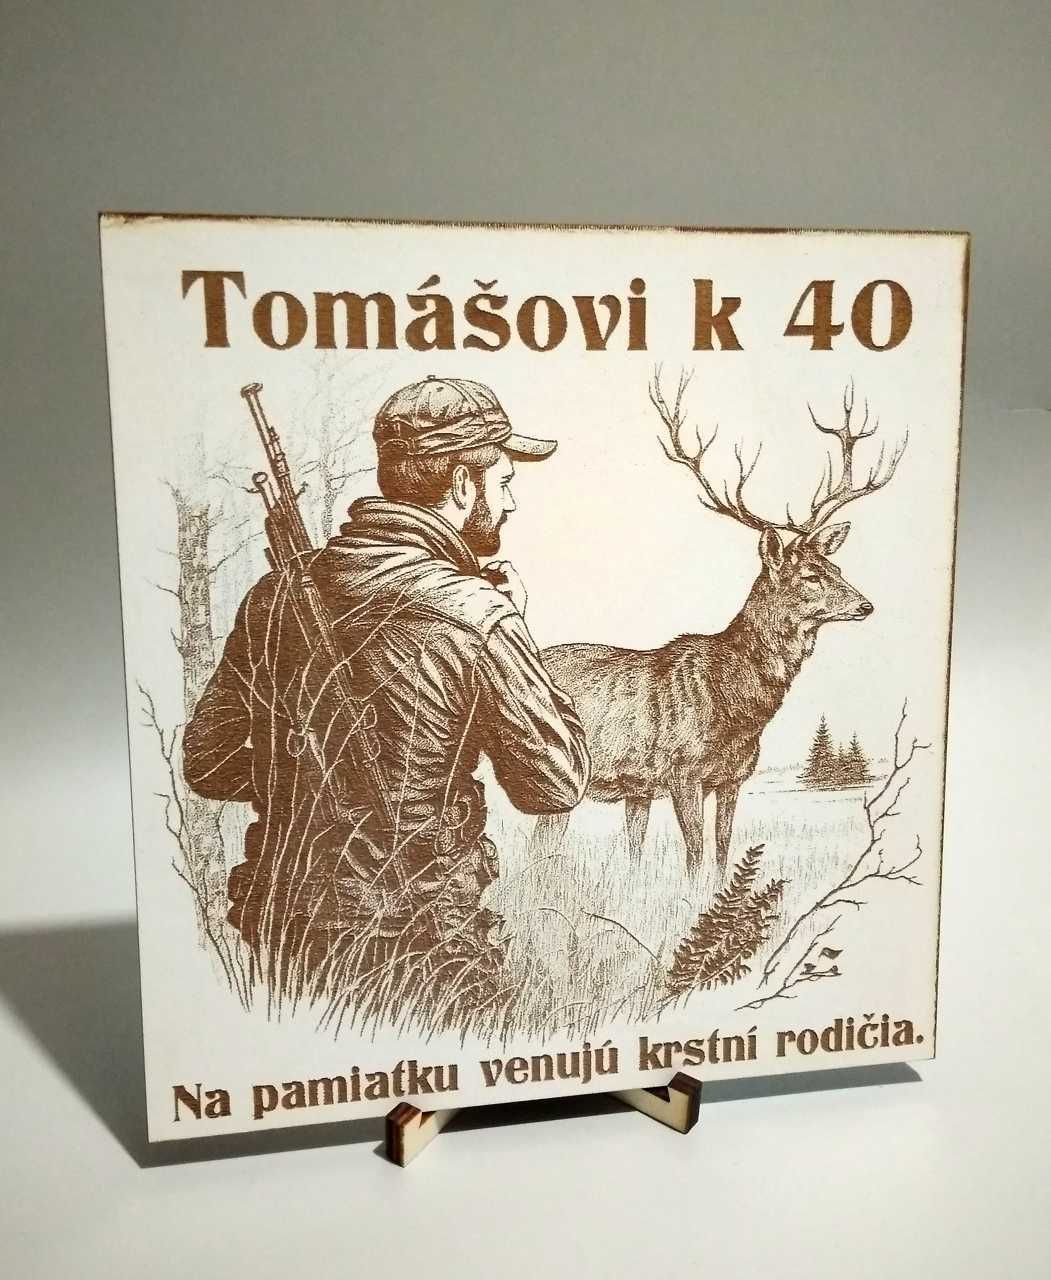 Tomášovi k 40
Na pamiatku venujú krstní rodičia.